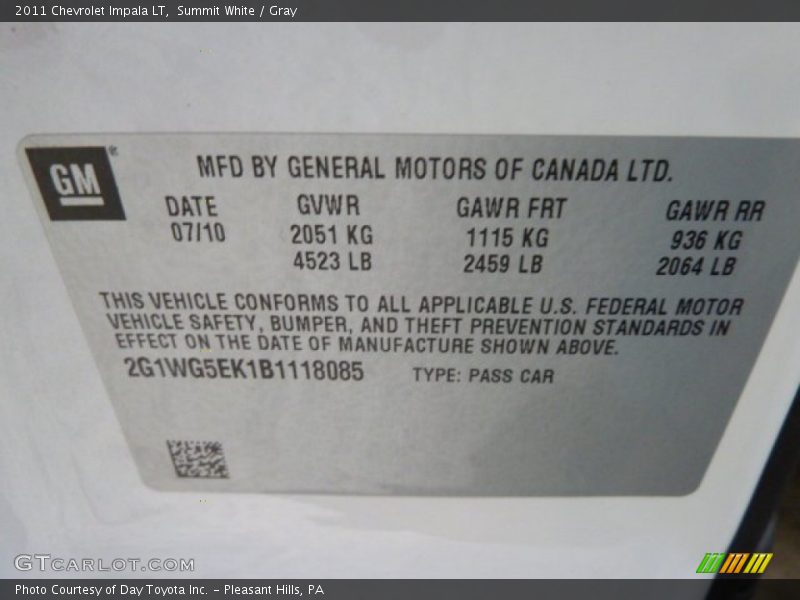 2011 Chevrolet Impala LT, Summit White / Gray
GM®
MFD BY GENERAL MOTORS OF CANADA LTD.
DATE GVWR GAWR FRT GAWR RR
07/10 2051 KG 1115 KG 936 KG
4523 LB 2459 LB 2064 LB
THIS VEHICLE CONFORMS TO ALL APPLICABLE U.S. FEDERAL MOTOR
VEHICLE SAFETY, BUMPER, AND THEFT PREVENTION STANDARDS IN
EFFECT ON THE DATE OF MANUFACTURE SHOWN ABOVE.
2G1WG5EK1B1118085 TYPE: PASS CAR
GTCARLOT.COM
Photo Courtesy of Day Toyota Inc. - Pleasant Hills, PA